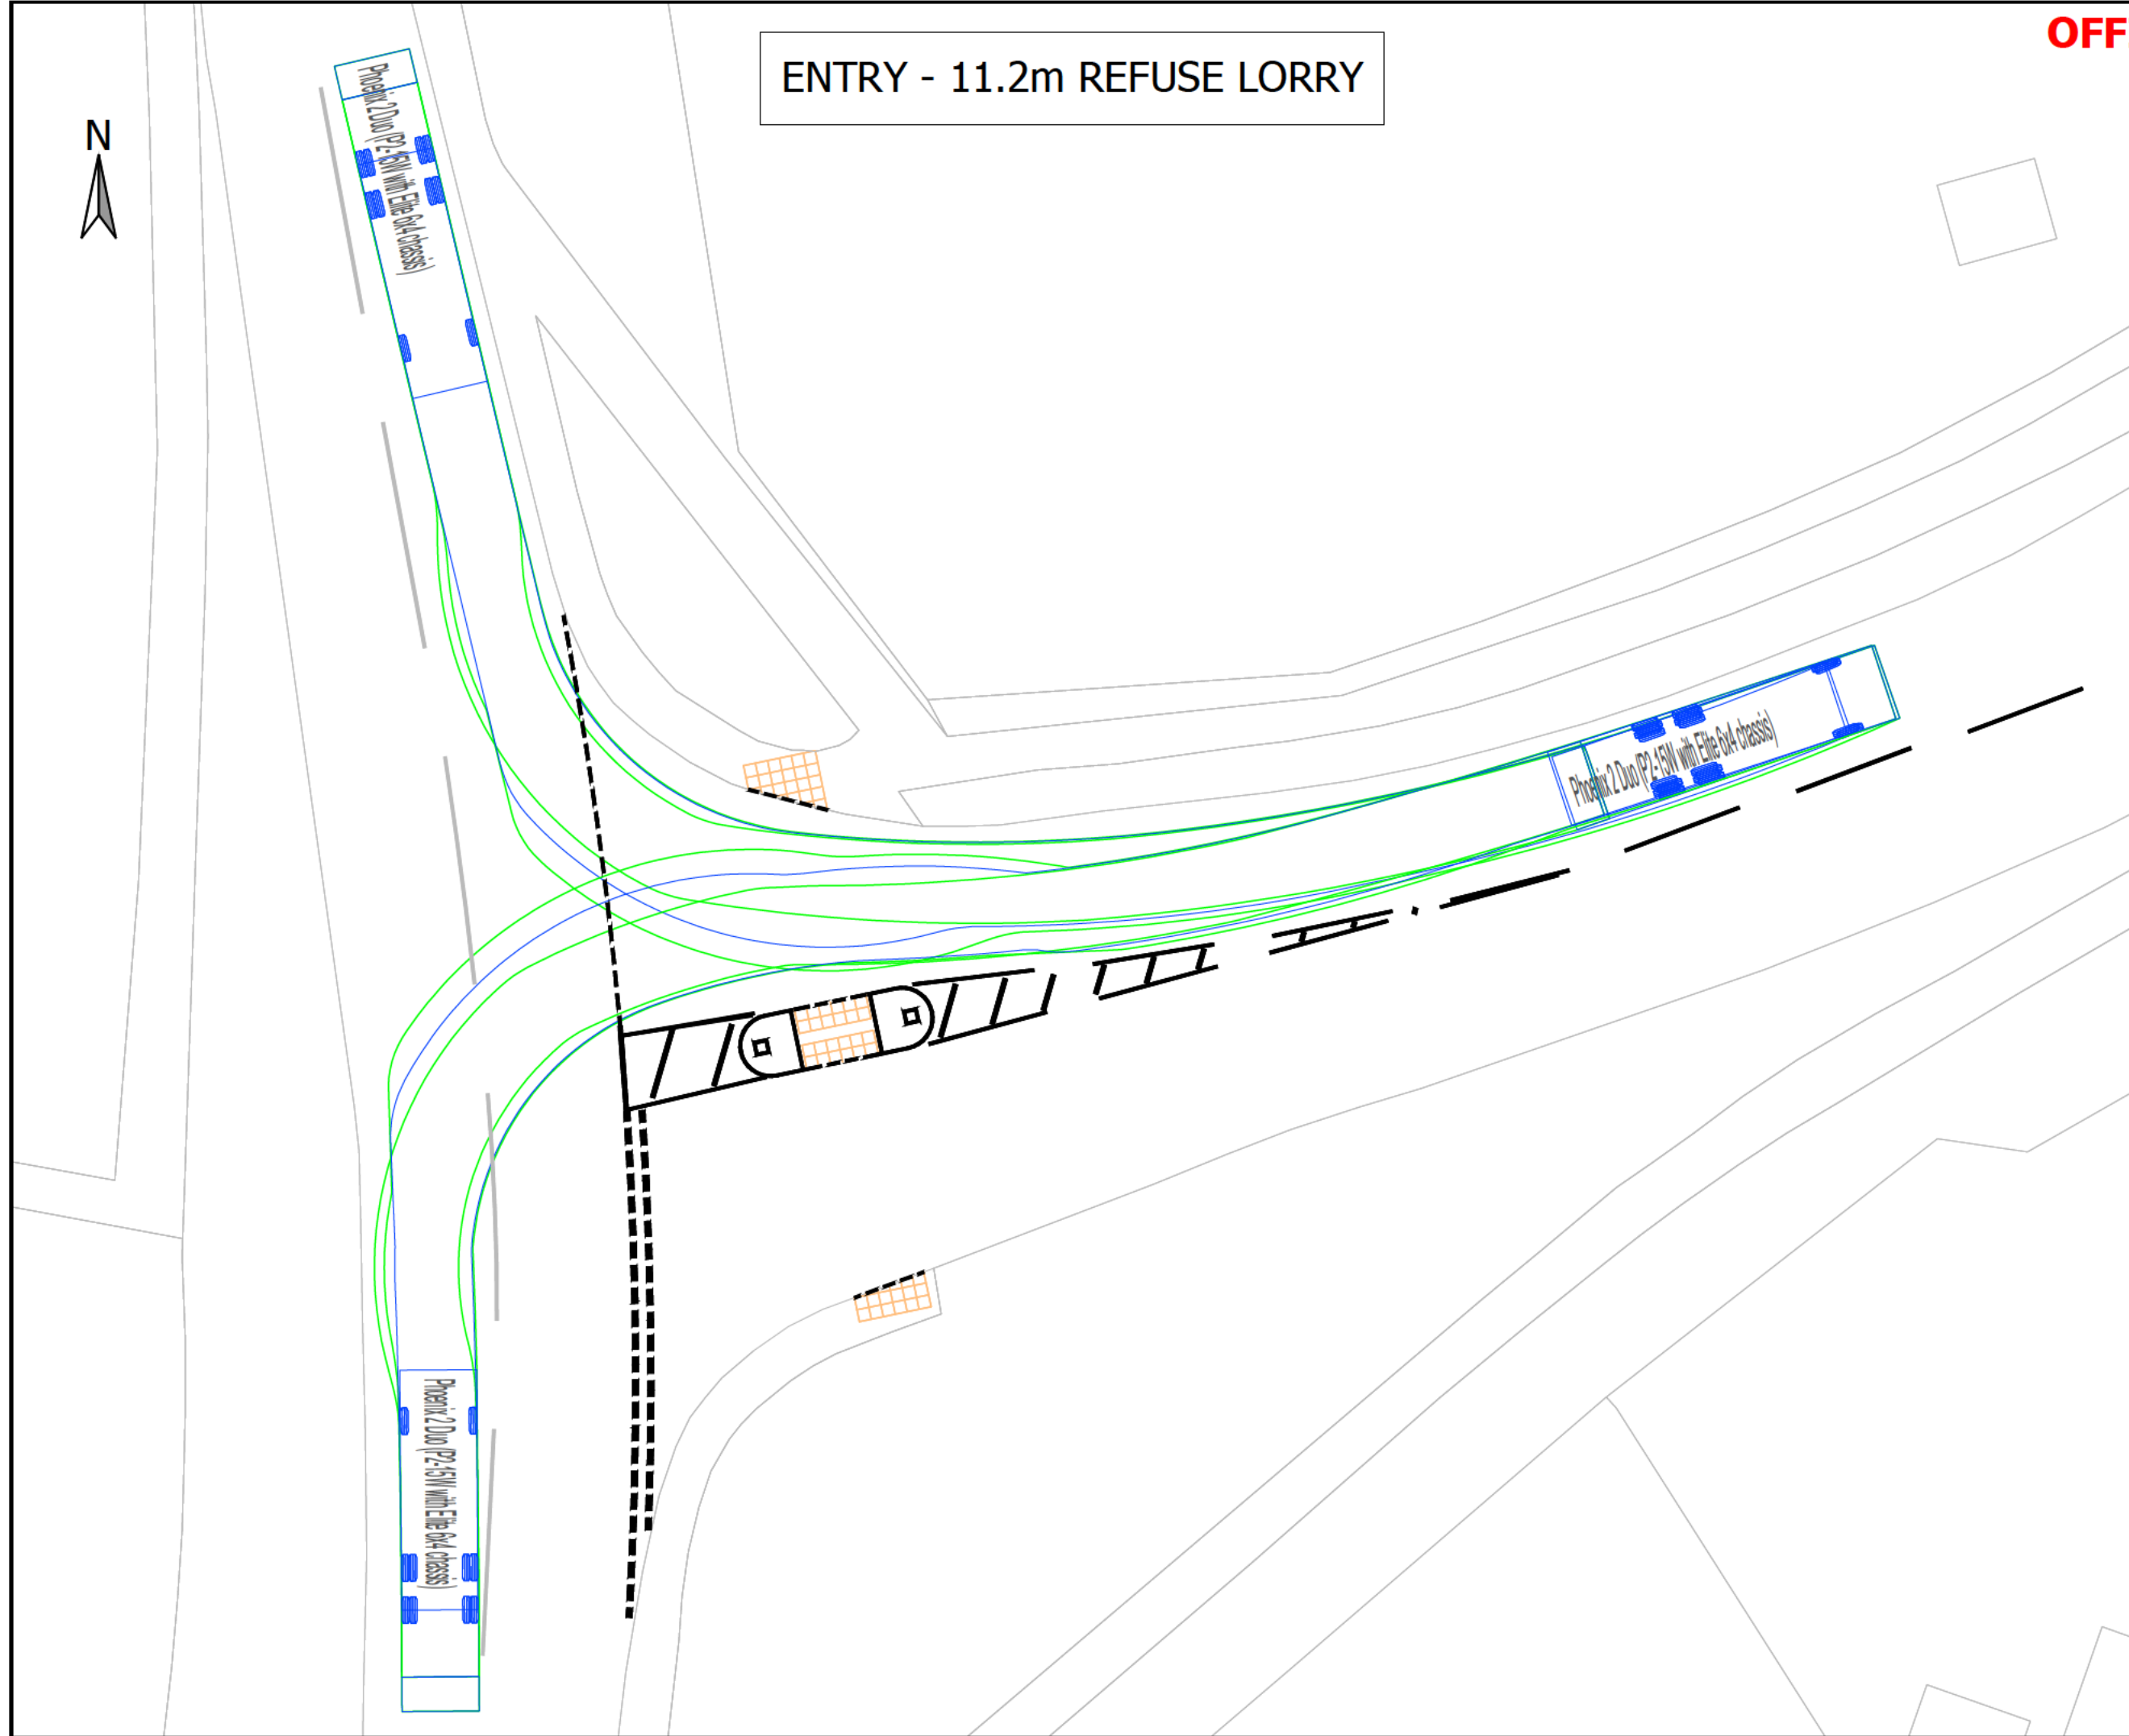 OFF
ENTRY - 11.2m REFUSE LORRY
N
Phoenix 2 Duo (P2-15W with Elite 6x4 chassis)
Phoenix 2 Duo (P2-15W with Elite 6x4 chassis)
Phoenix 2 Duo (P2-15W with Elite 6x4 chassis)